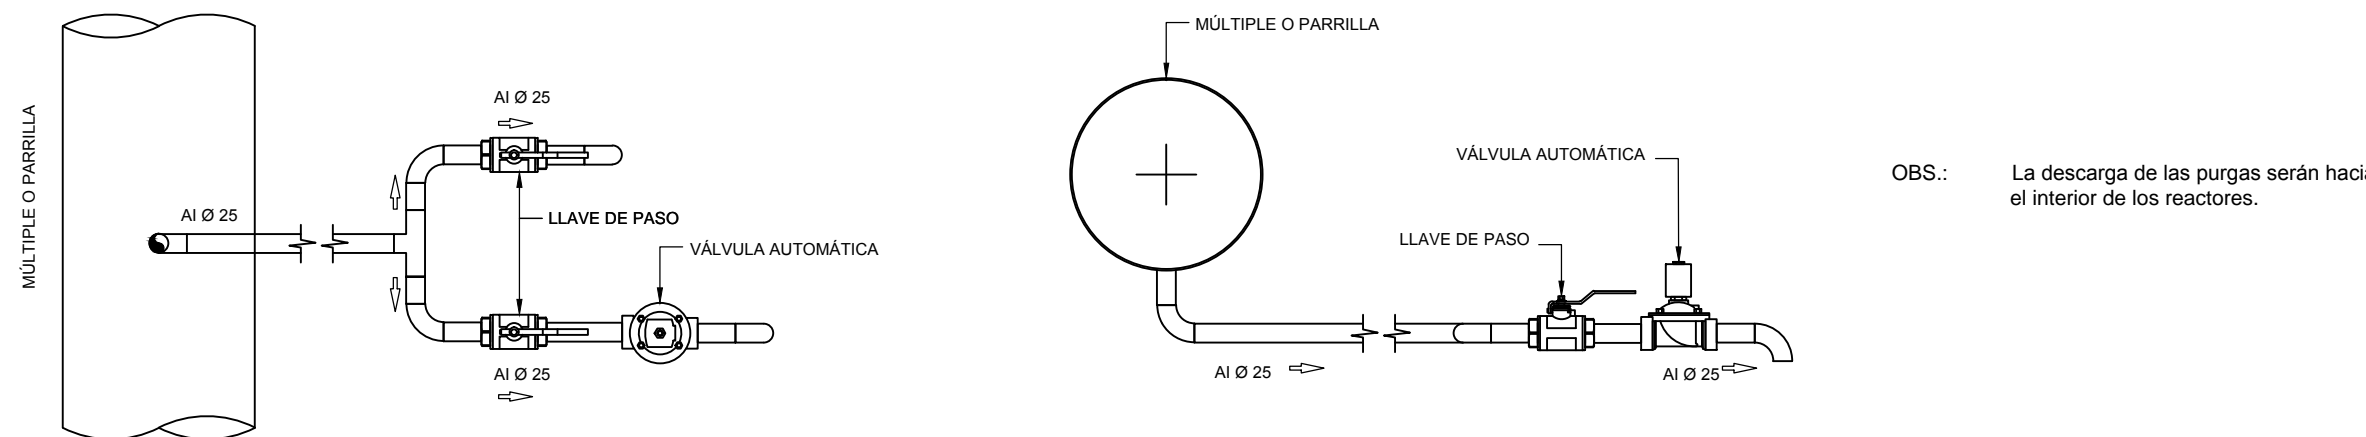 MÚLTIPLE O PARRILLA
AI Ø 25
AI Ø 25
LLAVE DE PASO
VÁLVULA AUTOMÁTICA
AI Ø 25
MÚLTIPLE O PARRILLA
VÁLVULA AUTOMÁTICA
LLAVE DE PASO
AI Ø 25
AI Ø 25
OBS.: La descarga de las purgas serán hacia
el interior de los reactores.